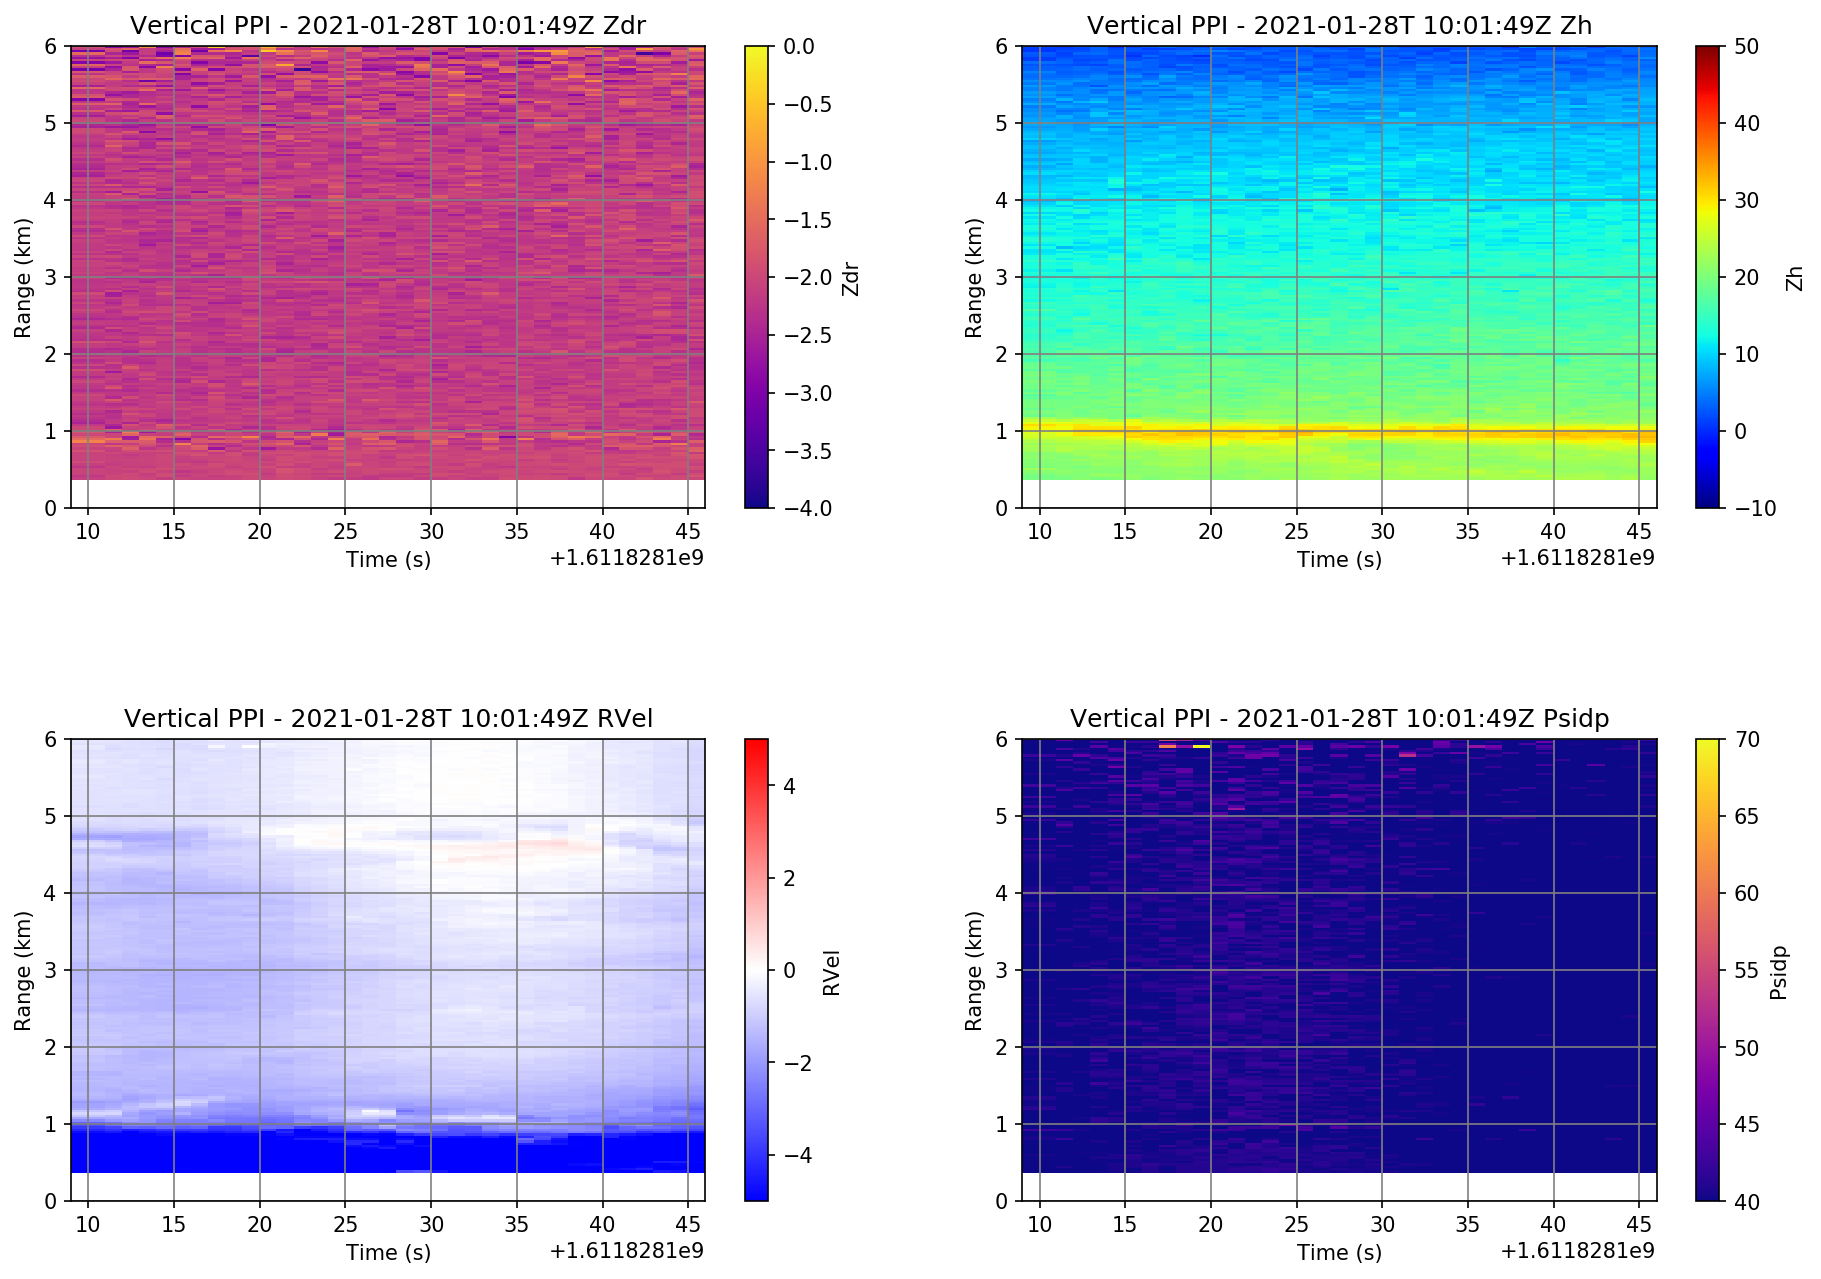 Vertical PPI - 2021-01-28T 10:01:49Z Zdr
6
5
4
3
2
1
0
Range (km)
10 15 20 25 30 35 40 45
Time (s)
+1.6118281e9
0.0
−0.5
−1.0
−1.5
−2.0
−2.5
−3.0
−3.5
−4.0
Zdr
Vertical PPI - 2021-01-28T 10:01:49Z Zh
6
5
4
3
2
1
0
Range (km)
10 15 20 25 30 35 40 45
Time (s)
+1.6118281e9
50
40
30
20
10
0
−10
Zh
Vertical PPI - 2021-01-28T 10:01:49Z RVel
6
5
4
3
2
1
0
Range (km)
10 15 20 25 30 35 40 45
Time (s)
+1.6118281e9
4
2
0
−2
−4
RVel
Vertical PPI - 2021-01-28T 10:01:49Z Psidp
6
5
4
3
2
1
0
Range (km)
10 15 20 25 30 35 40 45
Time (s)
+1.6118281e9
70
65
60
55
50
45
40
Psidp